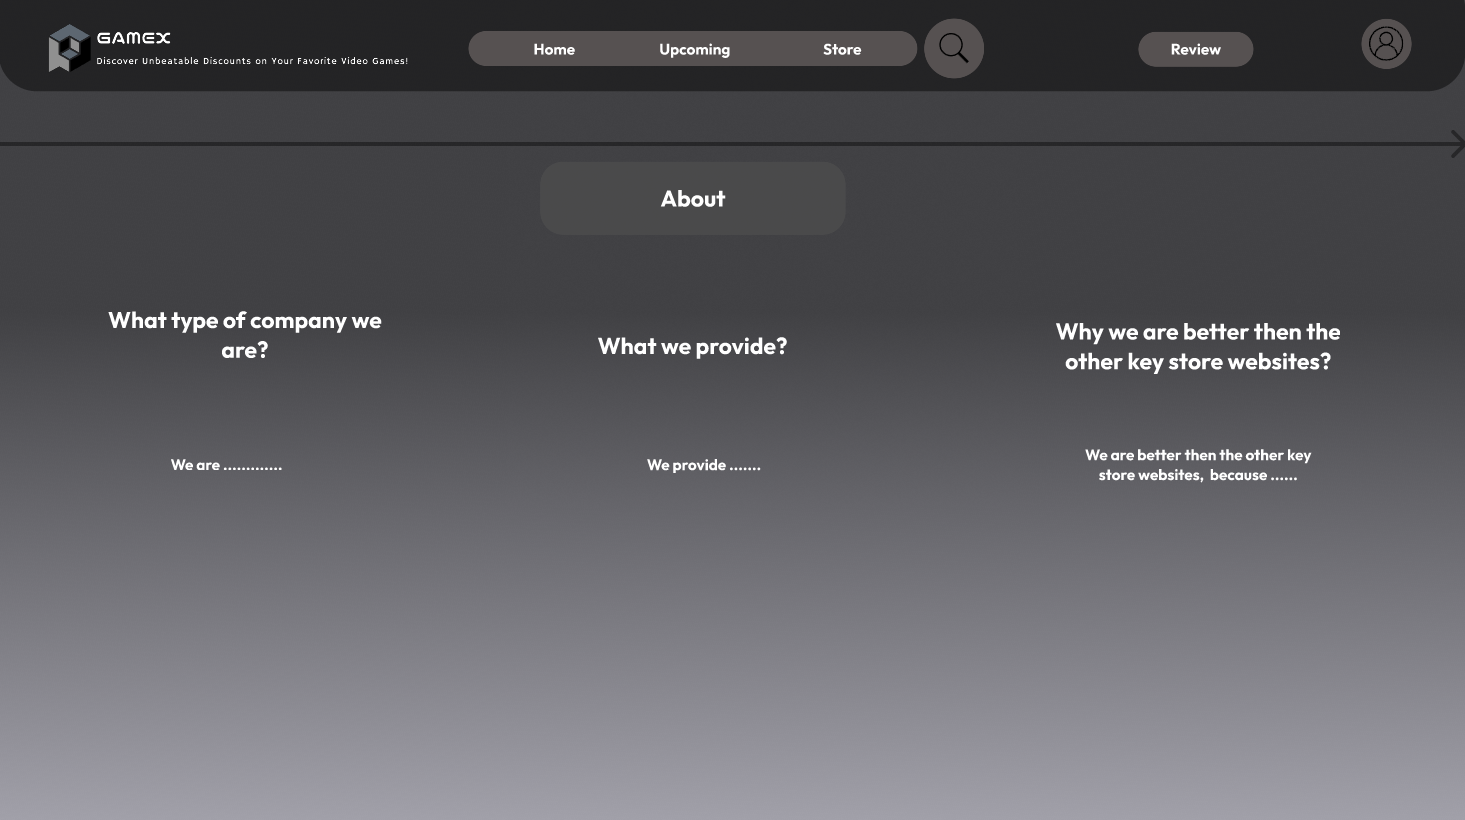 GAMEX
Discover Unbeatable Discounts on Your Favorite Video Games!
Home
Upcoming
Store
Review
About
What type of company we
are?
What we provide?
Why we are better then the
other key store websites?
We are .............
We provide .......
We are better then the other key
store websites,  because ......